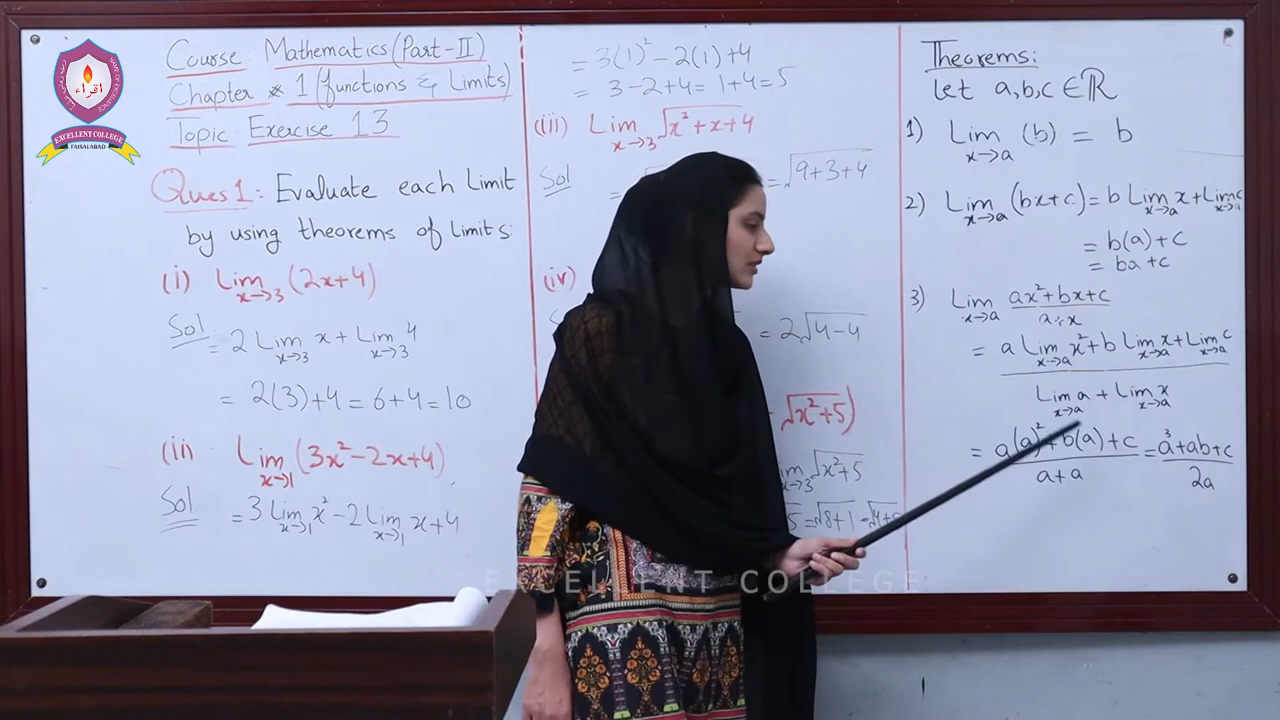 Course: Mathematics (Part-II)
Chapter # 1 (functions & Limits)
Topic: Exercise 1.3
Ques 1: Evaluate each Limit
by using theorems of Limits:
(i) Lim x→3 (2x+4)
Sol = 2 Lim x→3 x + Lim x→3 4
= 2(3)+4 = 6+4 = 10
(ii) Lim x→1 (3x²-2x+4)
Sol = 3 Lim x→1 x² - 2 Lim x→1 x+4
= 3(1)² - 2(1)+4
= 3-2+4 = 1+4 = 5
(iii) Lim x→3 √x²+x+4
Sol = = √9+3+4
(iv)
= 2√4-4
√x²+5)
x→3 √x²+5
= √8+1 -
Theorems:
let a,b,c ∈ ℝ
1) Lim x→a (b) = b
2) Lim x→a (bx+c) = b Lim x→a x + Lim x→a c
= b(a)+c
= ba+c
3) Lim x→a ax²+bx+c
a+x
= a Lim x→a x² + b Lim x→a x + Lim x→a c
Lim x→a a + Lim x→a x
= a(a)²+b(a)+c = a³+ab+c
a+a 2a
EXCELLENT COLLEGE
FAISALABAD
اقراء
EXCELLENT COLLEGE